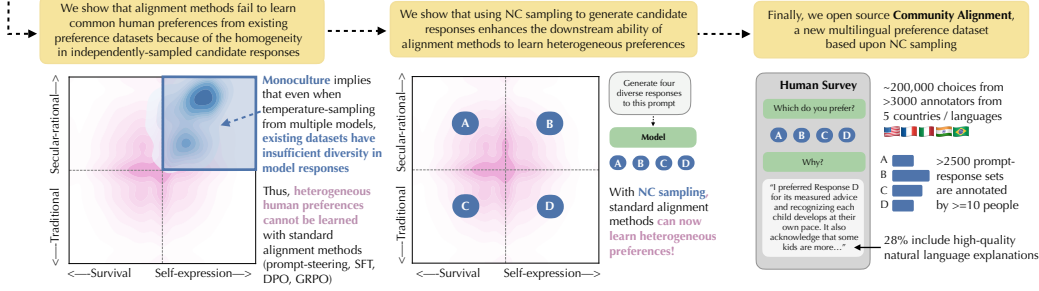 We show that alignment methods fail to learn
common human preferences from existing
preference datasets because of the homogeneity
in independently-sampled candidate responses
We show that using NC sampling to generate candidate
responses enhances the downstream ability of
alignment methods to learn heterogeneous preferences
Finally, we open source Community Alignment,
a new multilingual preference dataset
based upon NC sampling
<—Traditional Secular-rational—>
<—-Survival Self-expression—>
Monoculture implies
that even when
temperature-sampling
from multiple models,
existing datasets have
insufficient diversity in
model responses
Thus, heterogeneous
human preferences
cannot be learned
with standard
alignment methods
(prompt-steering, SFT,
DPO, GRPO)
<—Traditional Secular-rational—>
A B
C D
<—-Survival Self-expression—>
Generate four
diverse responses
to this prompt
Model
A B C D
With NC sampling,
standard alignment
methods can now
learn heterogeneous
preferences!
Human Survey
Which do you prefer?
A B C D
Why?
"I preferred Response D
for its measured advice
and recognizing each
child develops at their
own pace. It also
acknowledge that some
kids are more…"
~200,000 choices from
>3000 annotators from
5 countries / languages
A
B
C
D
>2500 prompt-
response sets
are annotated
by >=10 people
28% include high-quality
natural language explanations